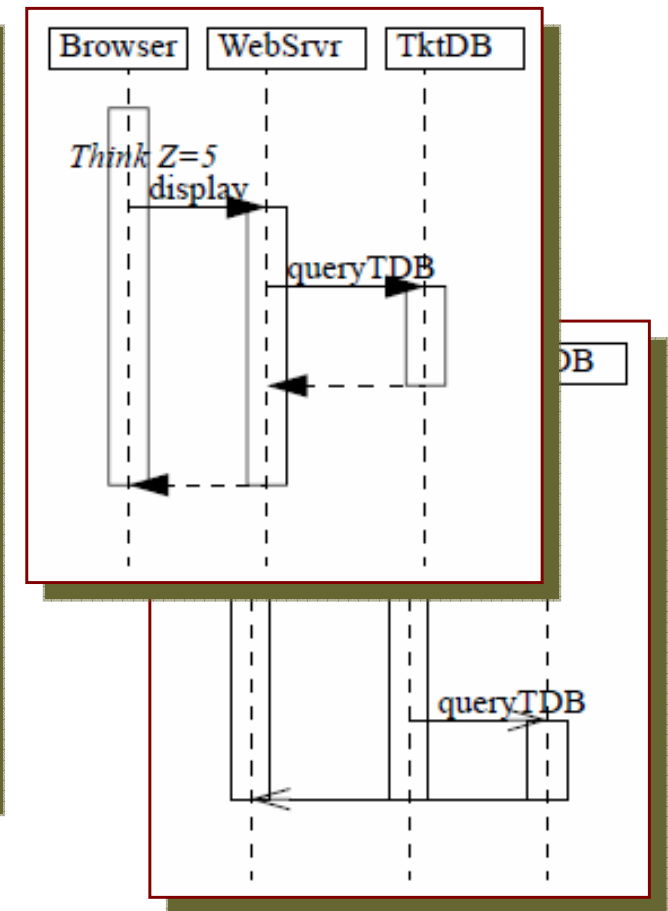 Browser
WebSrvr
TktDB
Think Z=5
display
queryTDB
DB
queryTDB